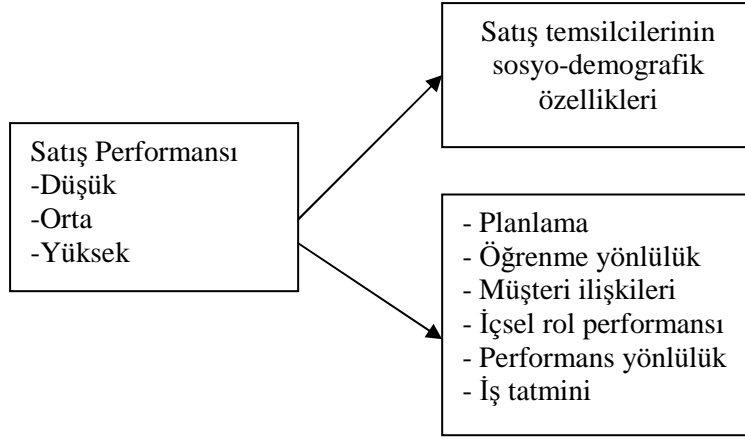 Satış temsilcilerinin
sosyo-demografik
özellikleri
Satış Performansı
-Düşük
-Orta
-Yüksek
- Planlama
- Öğrenme yönlülük
- Müşteri ilişkileri
- İçsel rol performansı
- Performans yönlülük
- İş tatmini